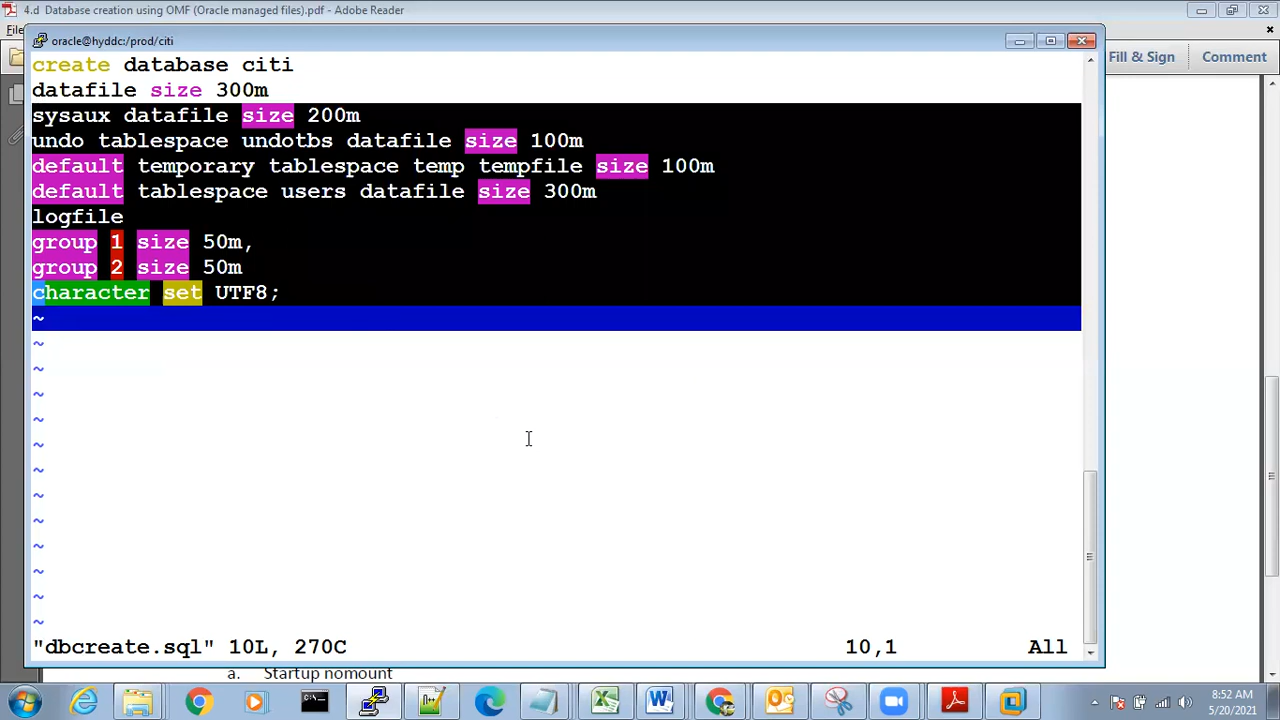 4.d Database creation using OMF (Oracle managed files).pdf - Adobe Reader
File
oracle@hyddc:/prod/citi
Fill & Sign
Comment
create database citi
datafile size 300m
sysaux datafile size 200m
undo tablespace undotbs datafile size 100m
default temporary tablespace temp tempfile size 100m
default tablespace users datafile size 300m
logfile
group 1 size 50m,
group 2 size 50m
character set UTF8;
~
~
~
~
~
~
~
~
~
~
~
~
~
"dbcreate.sql" 10L, 270C 10,1 All
a. Startup nomount
8:52 AM
5/20/2021